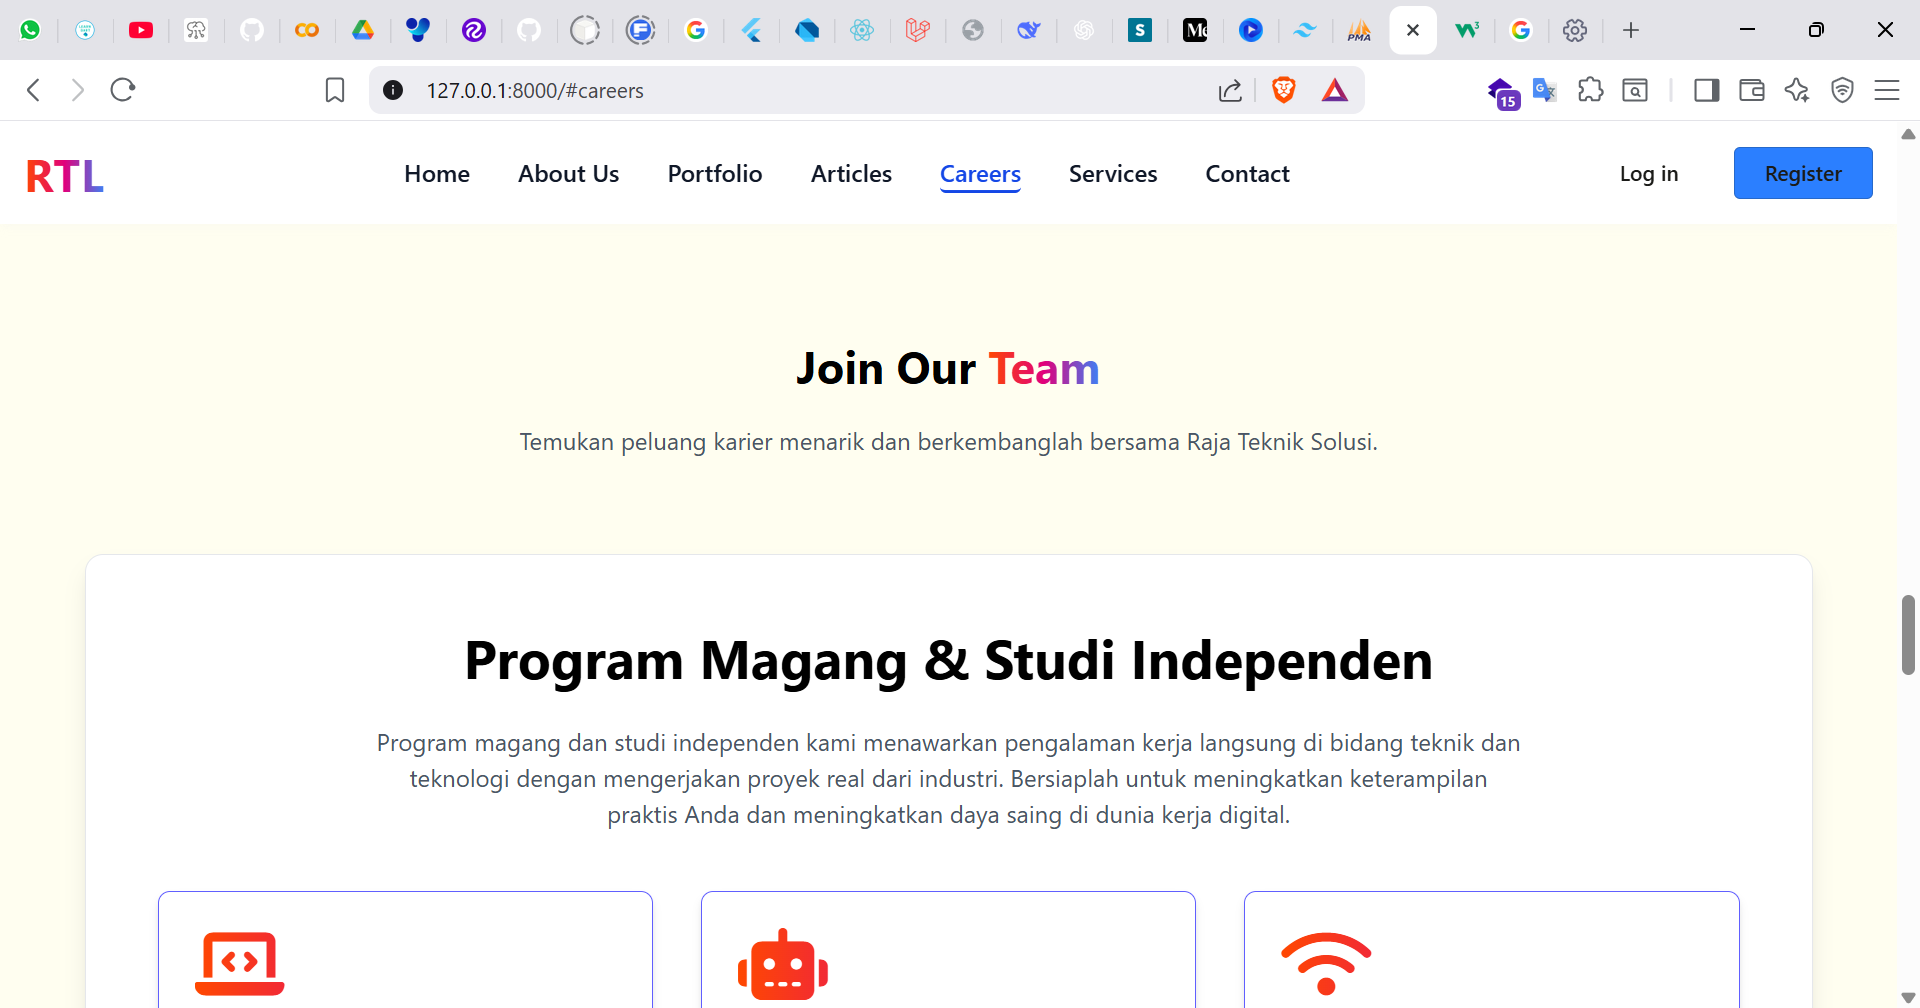 S
Me
PMA
w3
127.0.0.1:8000/#careers
15
RTL
Home
About Us
Portfolio
Articles
Careers
Services
Contact
Log in
Register
Join Our Team
Temukan peluang karier menarik dan berkembanglah bersama Raja Teknik Solusi.
Program Magang & Studi Independen
Program magang dan studi independen kami menawarkan pengalaman kerja langsung di bidang teknik dan
teknologi dengan mengerjakan proyek real dari industri. Bersiaplah untuk meningkatkan keterampilan
praktis Anda dan meningkatkan daya saing di dunia kerja digital.